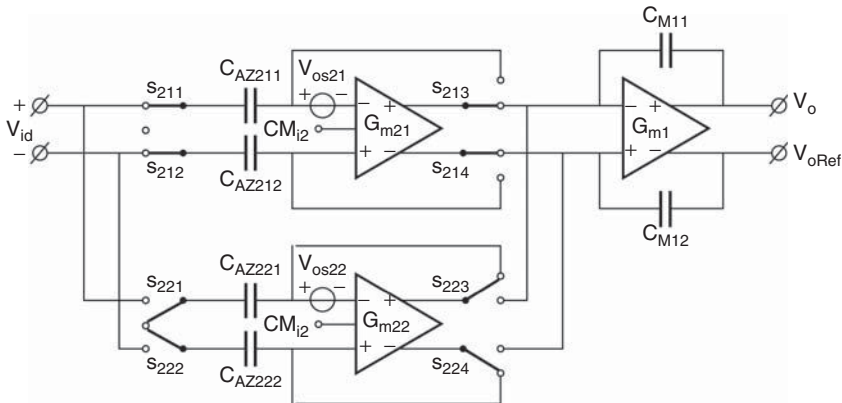 C_M11
C_AZ211
V_os21
s_211
s_213
+
V_id
−
+ −
CM_i2
− +
G_m21
+ −
− +
G_m1
+ −
V_o
V_oRef
s_212
s_214
C_AZ212
C_M12
C_AZ221
V_os22
s_221
s_223
+ −
CM_i2
− +
G_m22
+ −
s_222
s_224
C_AZ222